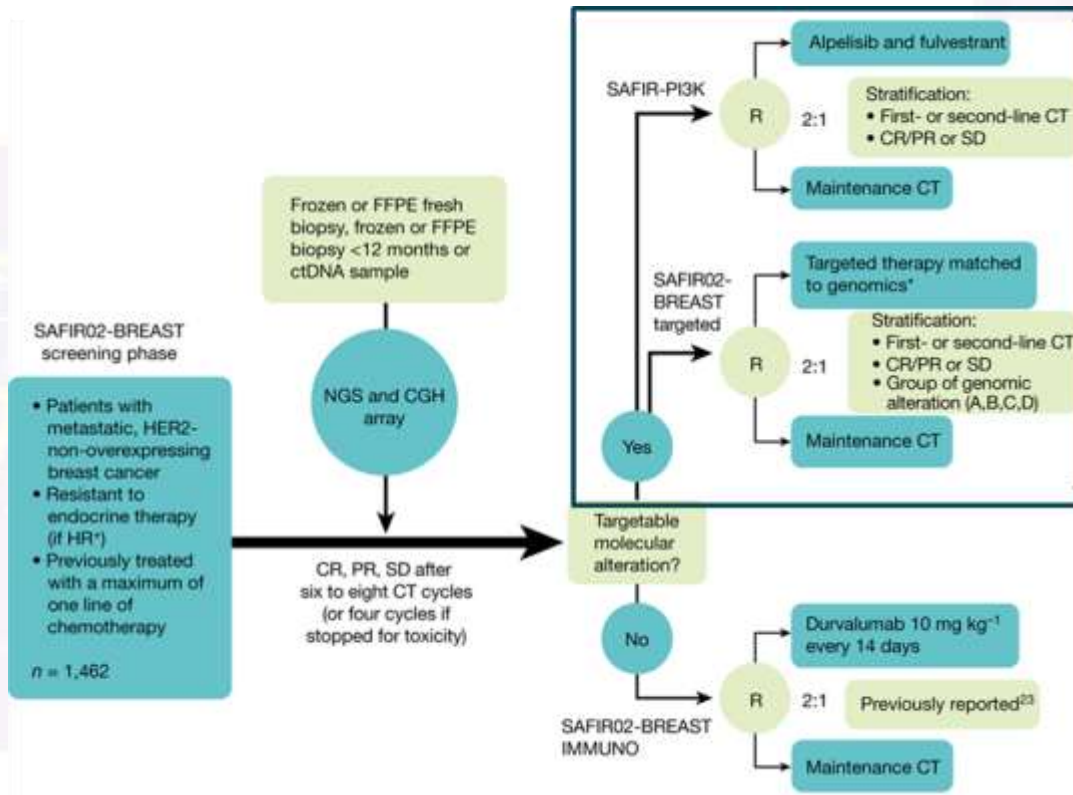 SAFIR02-BREAST
screening phase
• Patients with
metastatic, HER2-
non-overexpressing
breast cancer
• Resistant to
endocrine therapy
(if HR⁺)
• Previously treated
with a maximum of
one line of
chemotherapy
n = 1,462
Frozen or FFPE fresh
biopsy, frozen or FFPE
biopsy <12 months or
ctDNA sample
NGS and CGH
array
CR, PR, SD after
six to eight CT cycles
(or four cycles if
stopped for toxicity)
Targetable
molecular
alteration?
Yes
SAFIR-PI3K
R
2:1
Alpelisib and fulvestrant
Stratification:
• First- or second-line CT
• CR/PR or SD
Maintenance CT
SAFIR02-
BREAST
targeted
R
2:1
Targeted therapy matched
to genomics*
Stratification:
• First- or second-line CT
• CR/PR or SD
• Group of genomic
alteration (A,B,C,D)
Maintenance CT
No
SAFIR02-BREAST
IMMUNO
R
2:1
Durvalumab 10 mg kg⁻¹
every 14 days
Previously reported²³
Maintenance CT